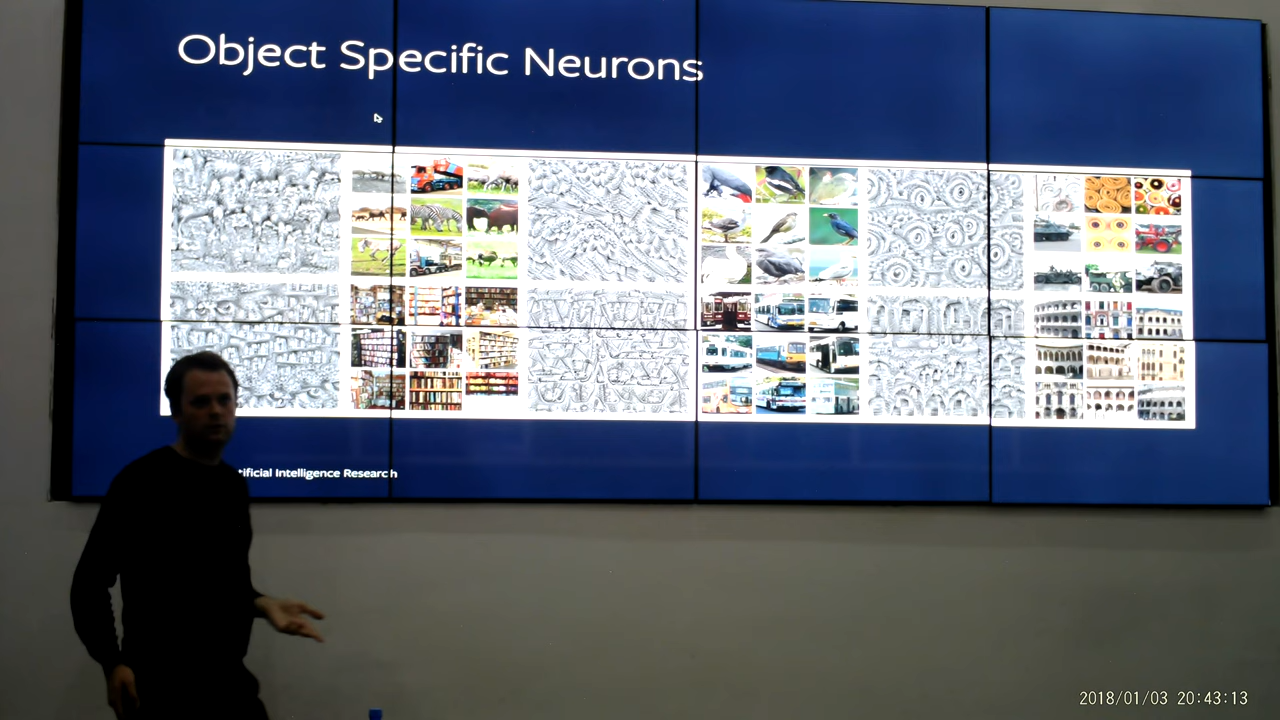 Object Specific Neurons
tificial Intelligence Research
2018/01/03 20:43:13